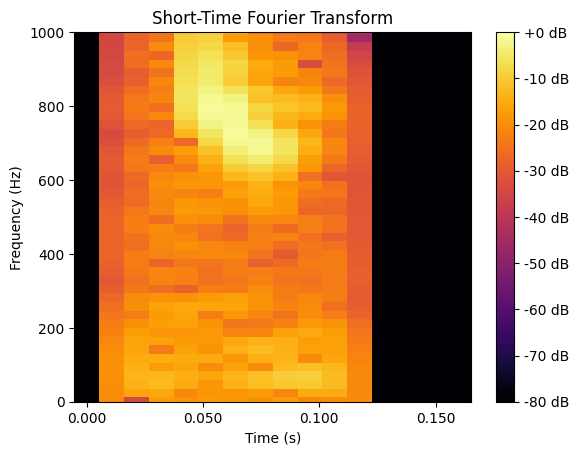 Short-Time Fourier Transform
1000
800
600
400
200
0
Frequency (Hz)
0.000
0.050
0.100
0.150
Time (s)
+0 dB
-10 dB
-20 dB
-30 dB
-40 dB
-50 dB
-60 dB
-70 dB
-80 dB